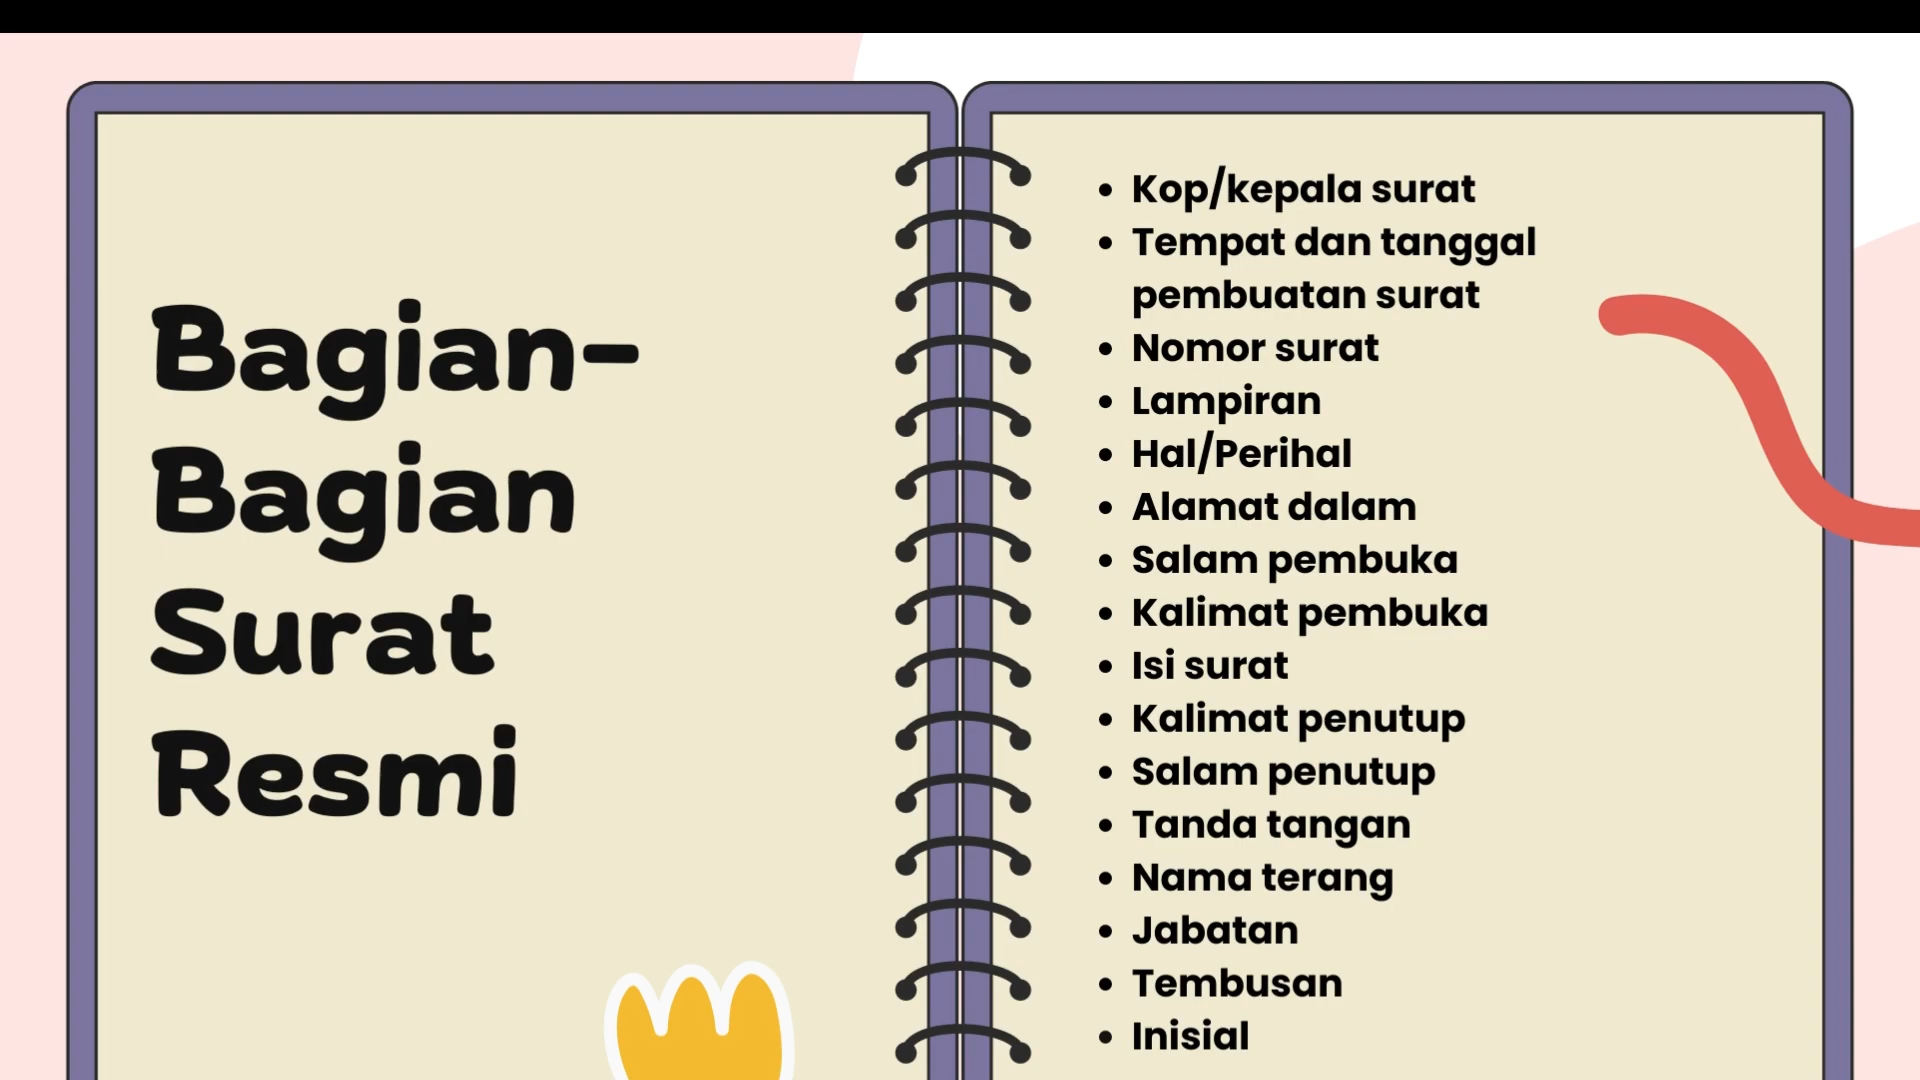 Bagian-
Bagian
Surat
Resmi
• Kop/kepala surat
• Tempat dan tanggal
pembuatan surat
• Nomor surat
• Lampiran
• Hal/Perihal
• Alamat dalam
• Salam pembuka
• Kalimat pembuka
• Isi surat
• Kalimat penutup
• Salam penutup
• Tanda tangan
• Nama terang
• Jabatan
• Tembusan
• Inisial